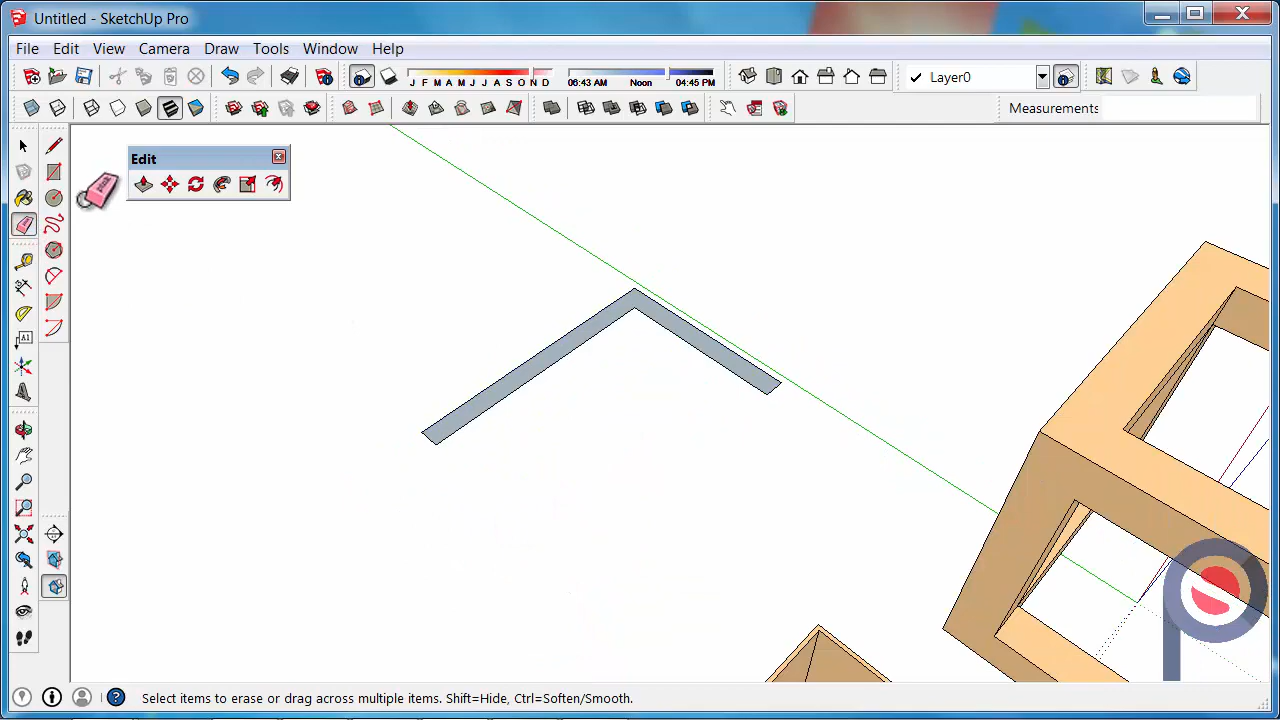 Untitled - SketchUp Pro
File Edit View Camera Draw Tools Window Help
J F M A M J J A S O N D
06:43 AM Noon 04:45 PM
Layer0
Measurements
Edit
A1
Select items to erase or drag across multiple items. Shift=Hide, Ctrl=Soften/Smooth.